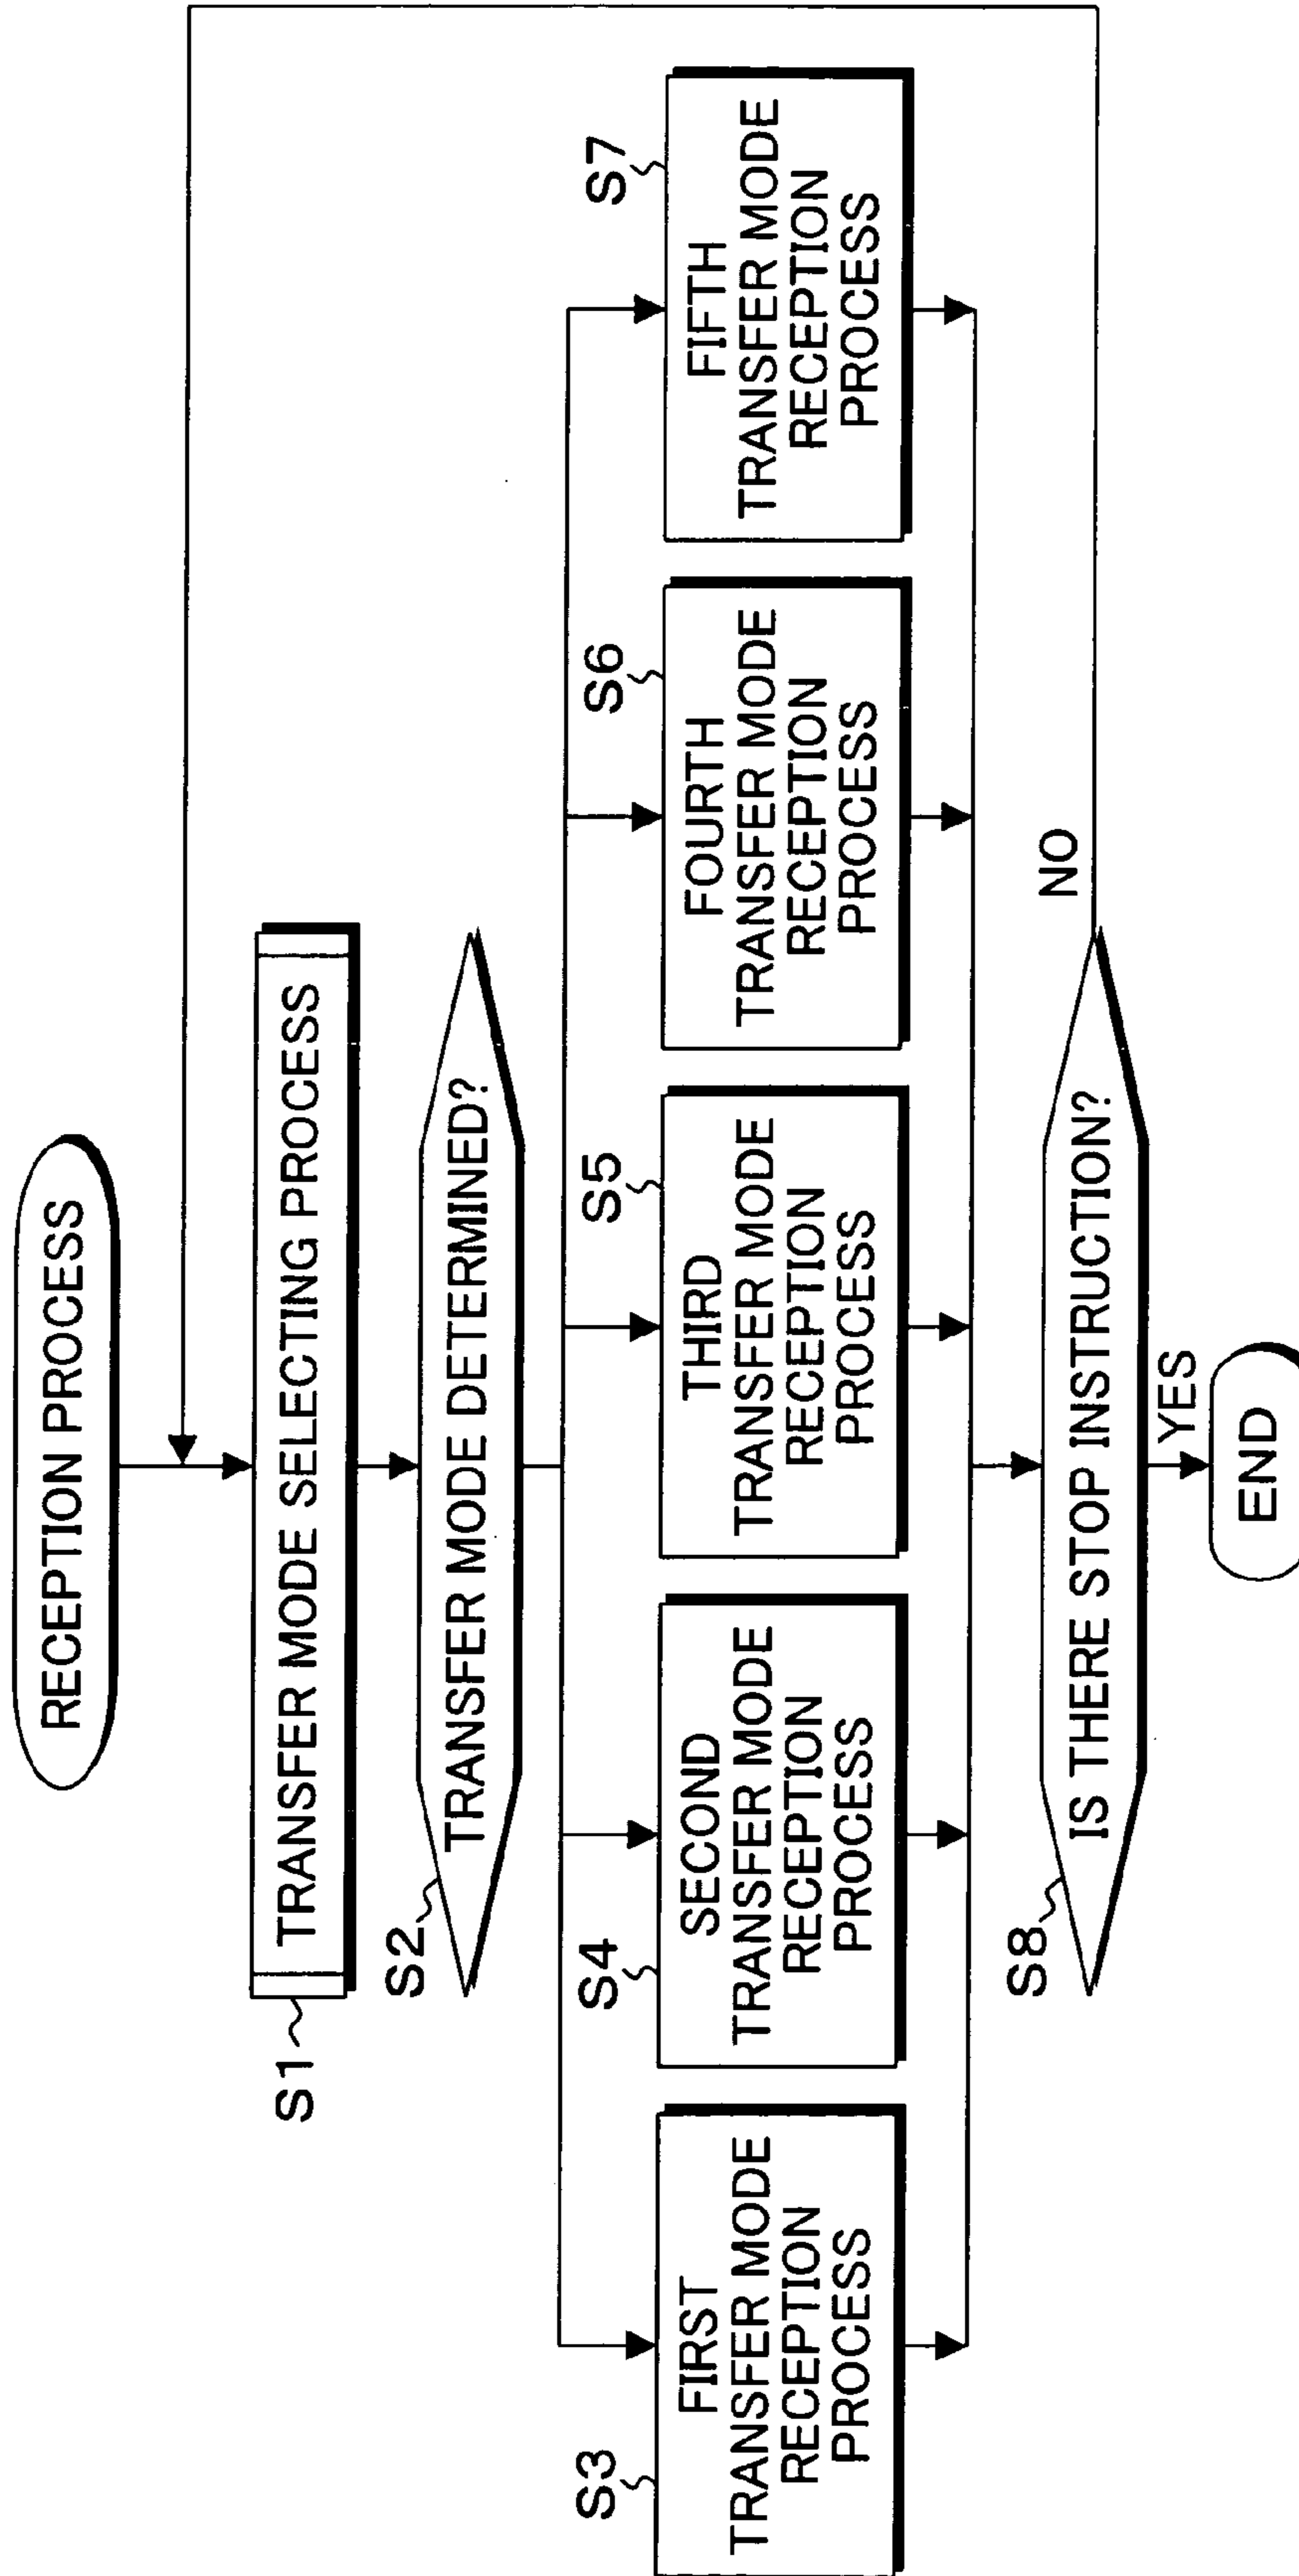 RECEPTION PROCESS
S1
TRANSFER MODE SELECTING PROCESS
S2
TRANSFER MODE DETERMINED?
S3
FIRST
TRANSFER MODE
RECEPTION
PROCESS
S4
SECOND
TRANSFER MODE
RECEPTION
PROCESS
S5
THIRD
TRANSFER MODE
RECEPTION
PROCESS
S6
FOURTH
TRANSFER MODE
RECEPTION
PROCESS
S7
FIFTH
TRANSFER MODE
RECEPTION
PROCESS
S8
IS THERE STOP INSTRUCTION?
NO
YES
END